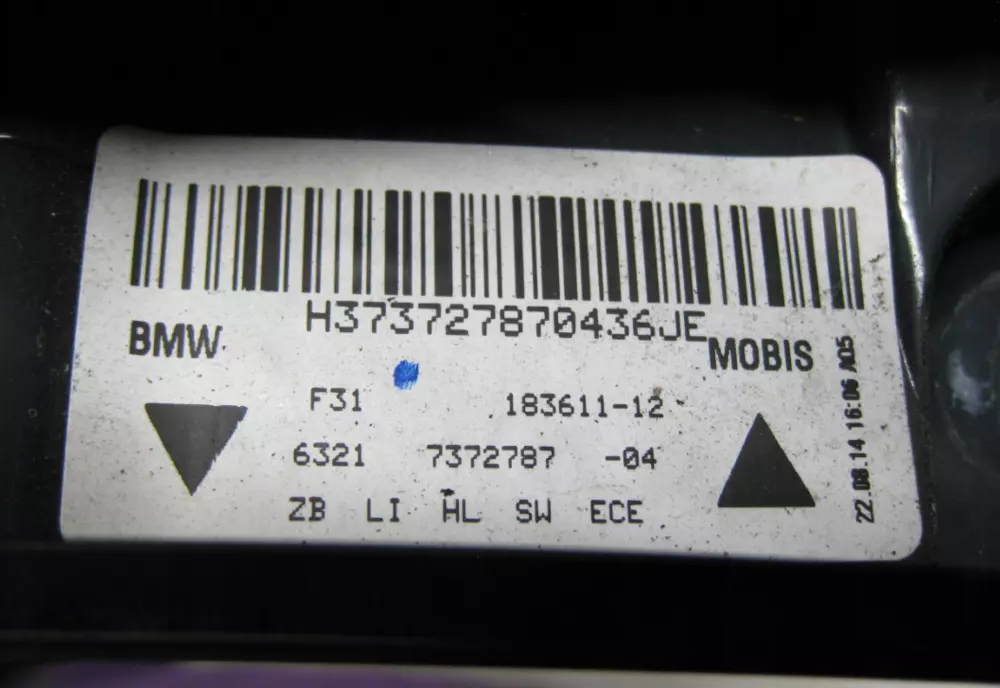 H373727870436JE
BMW
MOBIS
F31 183611-12
6321 7372787 -04
ZB LI HL SW ECE
22.08.14 16:06 A05